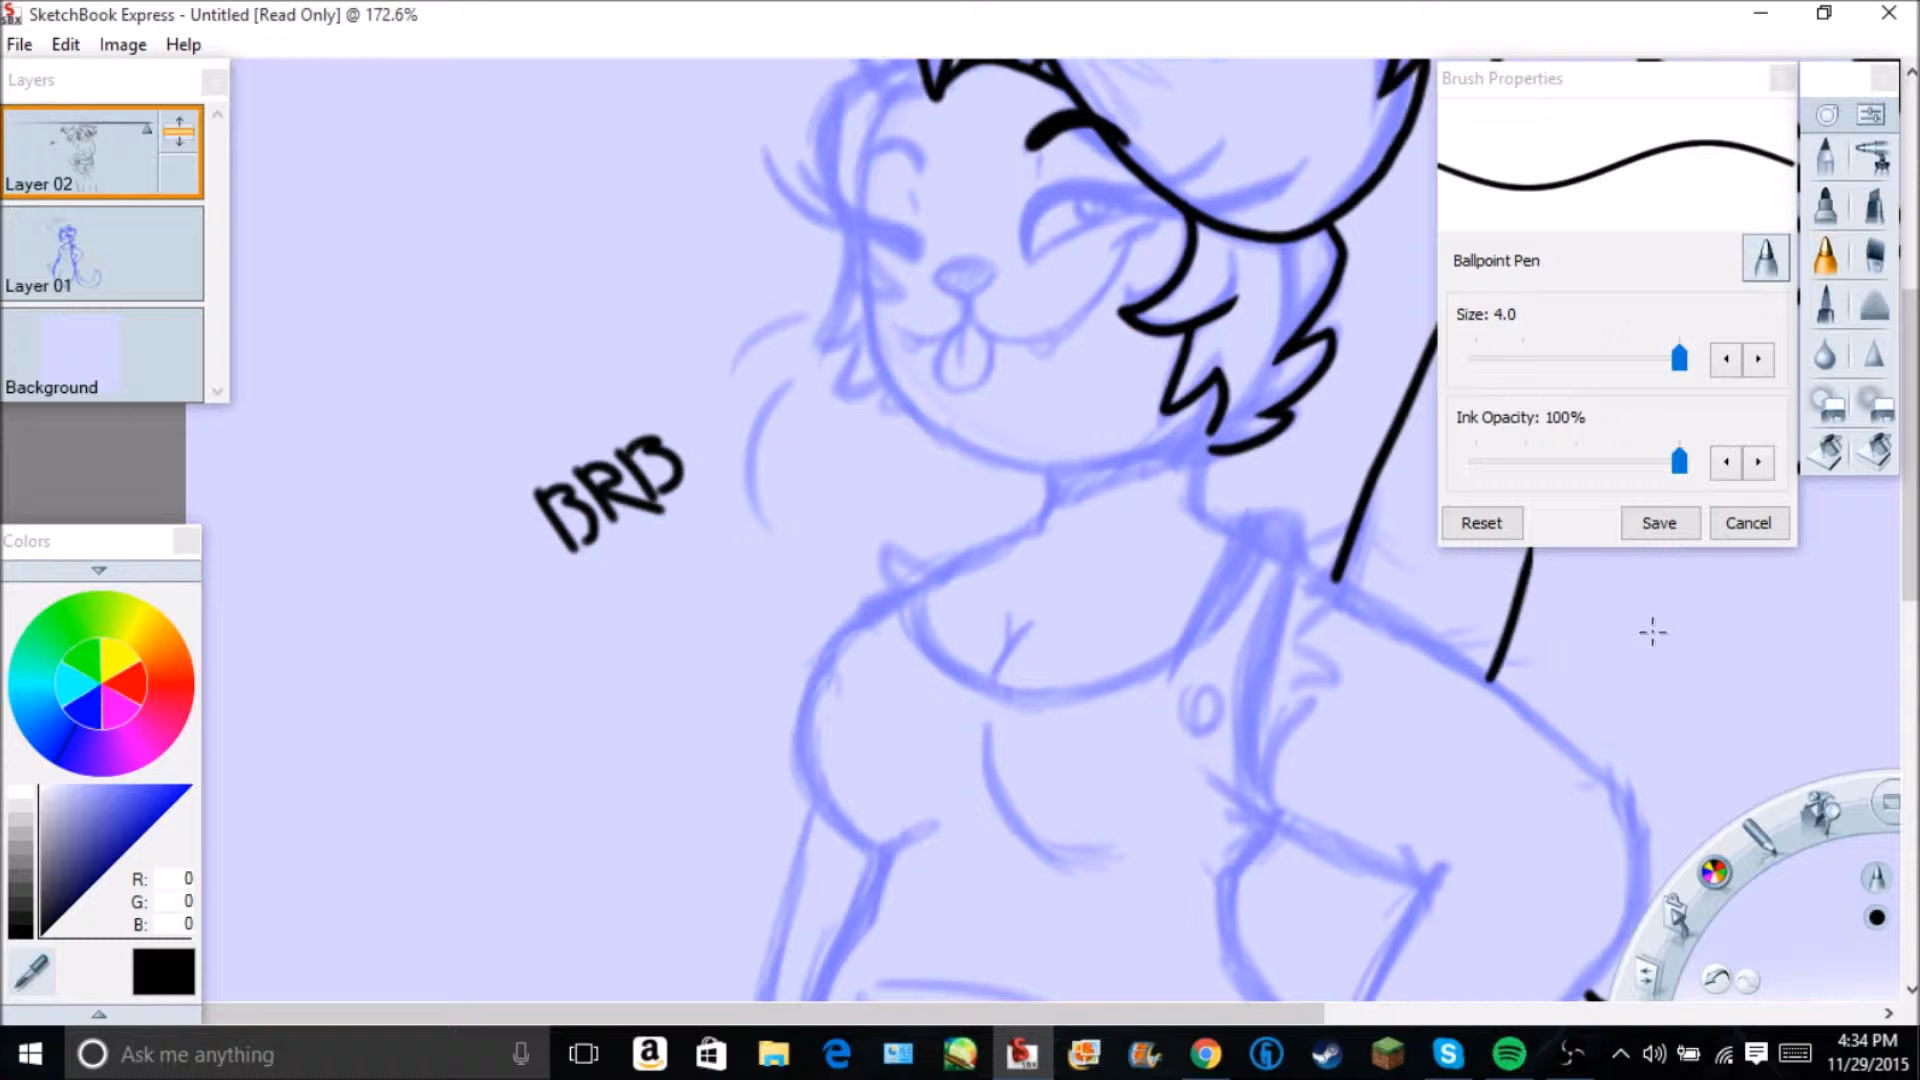 SketchBook Express - Untitled [Read Only] @ 172.6%
File Edit Image Help
Layers
Layer 02
Layer 01
Background
Colors
R: 0
G: 0
B: 0
BRB
Brush Properties
Ballpoint Pen
Size: 4.0
Ink Opacity: 100%
Reset Save Cancel
Ask me anything
4:34 PM
11/29/2015